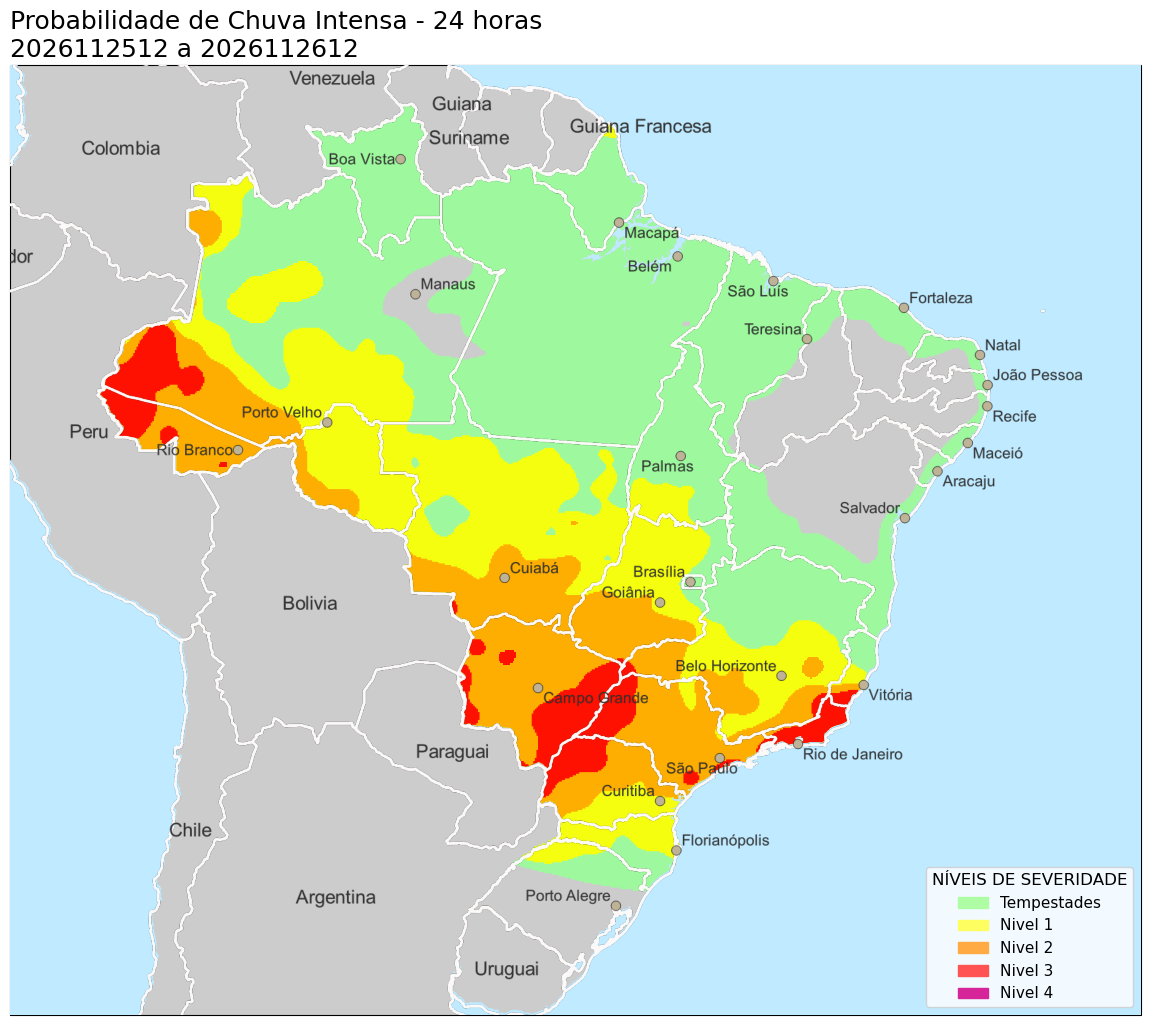 Probabilidade de Chuva Intensa - 24 horas
2026112512 a 2026112612
Venezuela
Guiana
Guiana Francesa
Suriname
Colombia
Boa Vista
Macapá
dor
Belém
Manaus
São Luís
Fortaleza
Teresina
Natal
João Pessoa
Porto Velho
Recife
Peru
Rio Branco
Maceió
Palmas
Aracaju
Salvador
Cuiabá
Brasília
Goiânia
Bolivia
Belo Horizonte
Campo Grande
Vitória
Paraguai
Rio de Janeiro
São Paulo
Curitiba
Chile
Florianópolis
Argentina
Porto Alegre
Uruguai
NÍVEIS DE SEVERIDADE
Tempestades
Nivel 1
Nivel 2
Nivel 3
Nivel 4